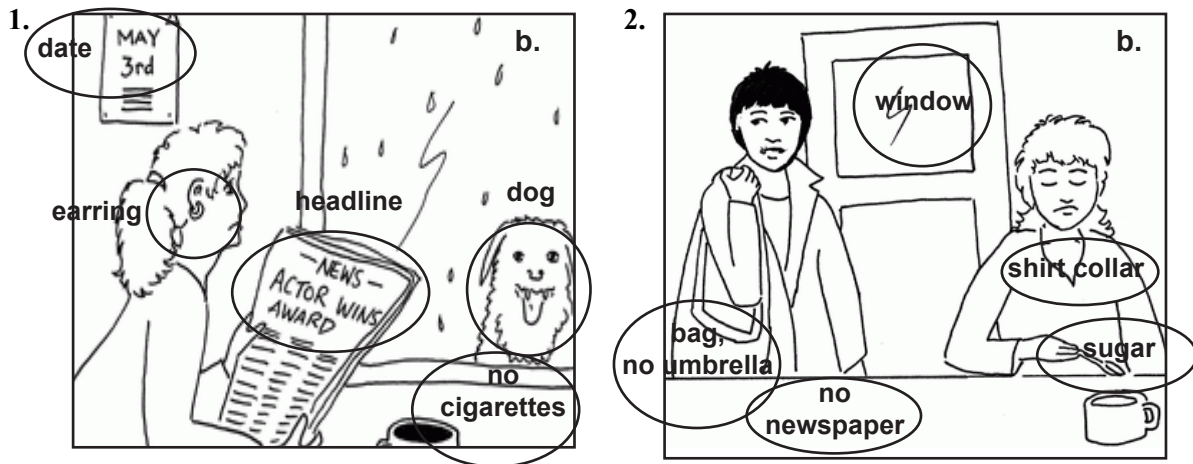 1.
date
MAY
3rd
b.
earring
headline
dog
—NEWS—
ACTOR WINS
AWARD
no
cigarettes
2.
b.
window
shirt collar
bag,
no umbrella
sugar
no
newspaper